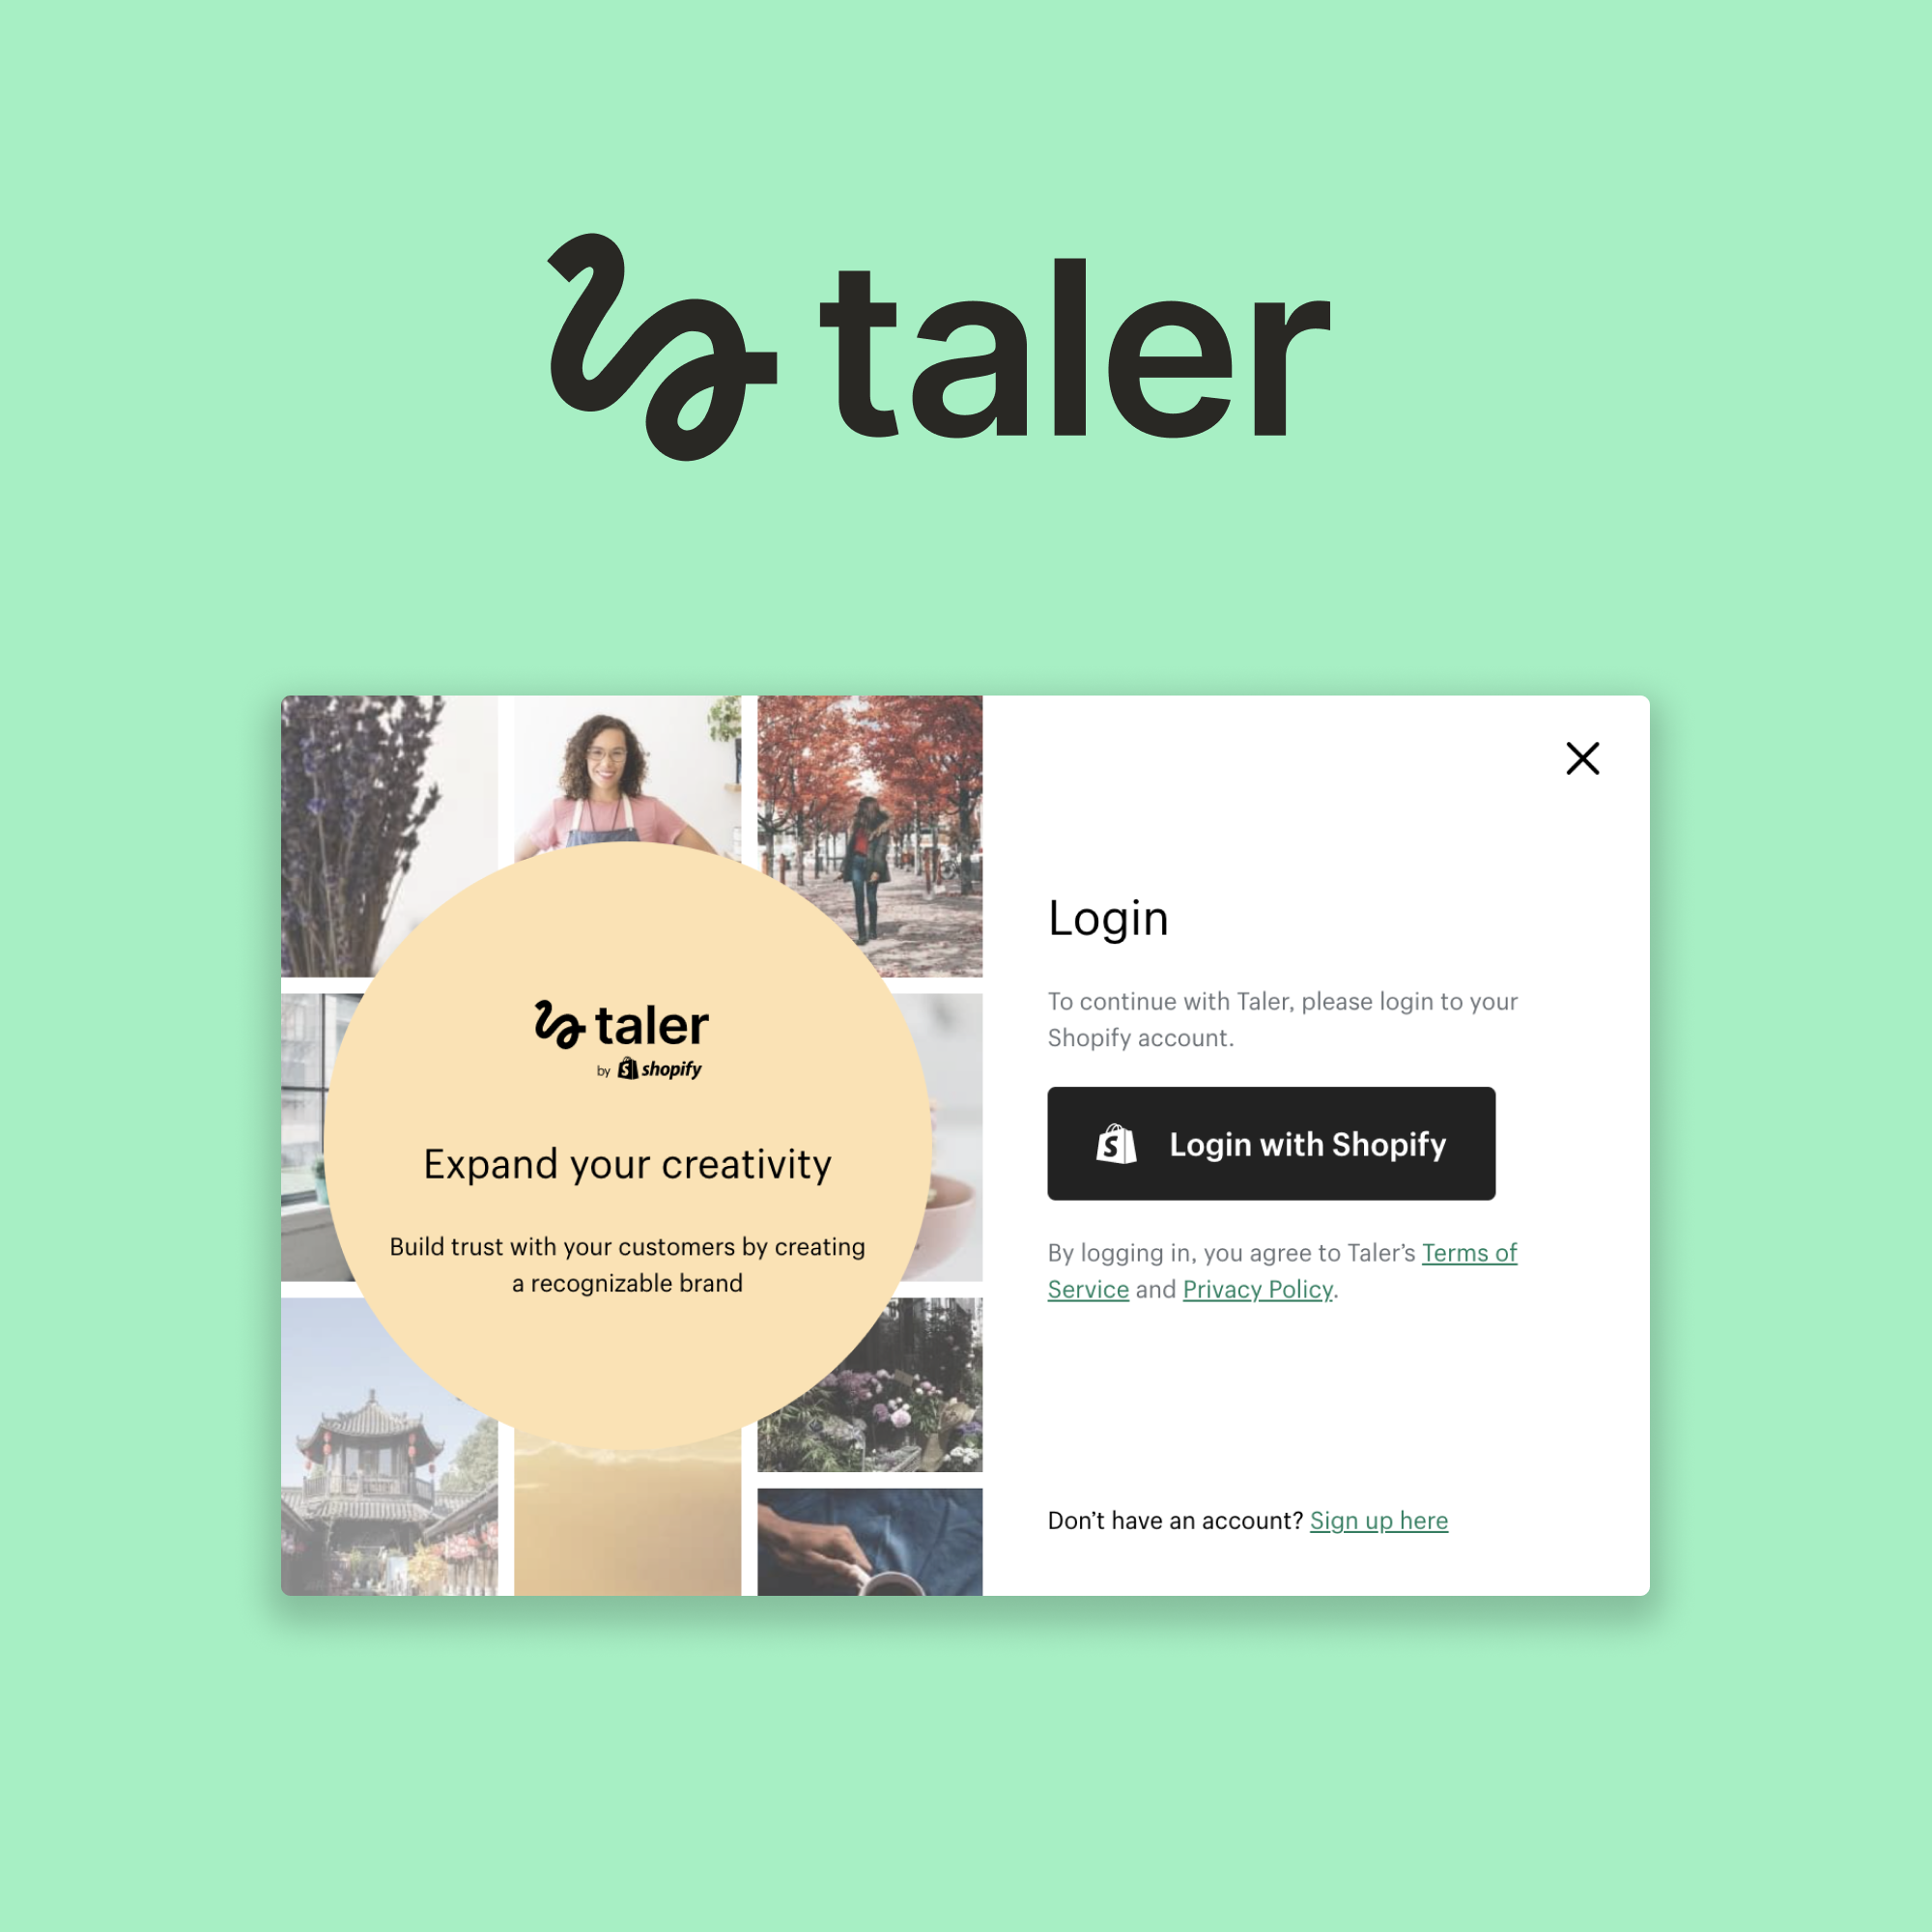 taler
taler
by shopify
Expand your creativity
Build trust with your customers by creating
a recognizable brand
Login
To continue with Taler, please login to your
Shopify account.
Login with Shopify
By logging in, you agree to Taler’s Terms of
Service and Privacy Policy.
Don’t have an account? Sign up here